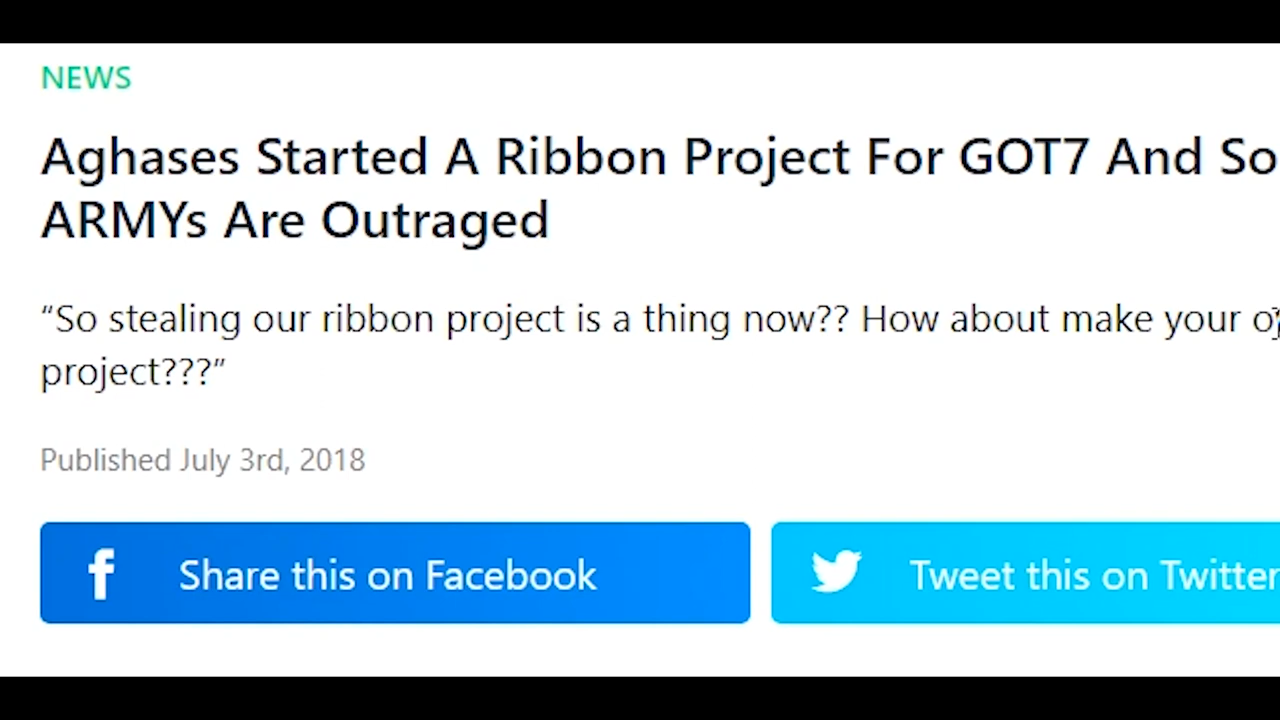 NEWS
Aghases Started A Ribbon Project For GOT7 And So
ARMYs Are Outraged
“So stealing our ribbon project is a thing now?? How about make your
project???”
Published July 3rd, 2018
Share this on Facebook
Tweet this on Twitter